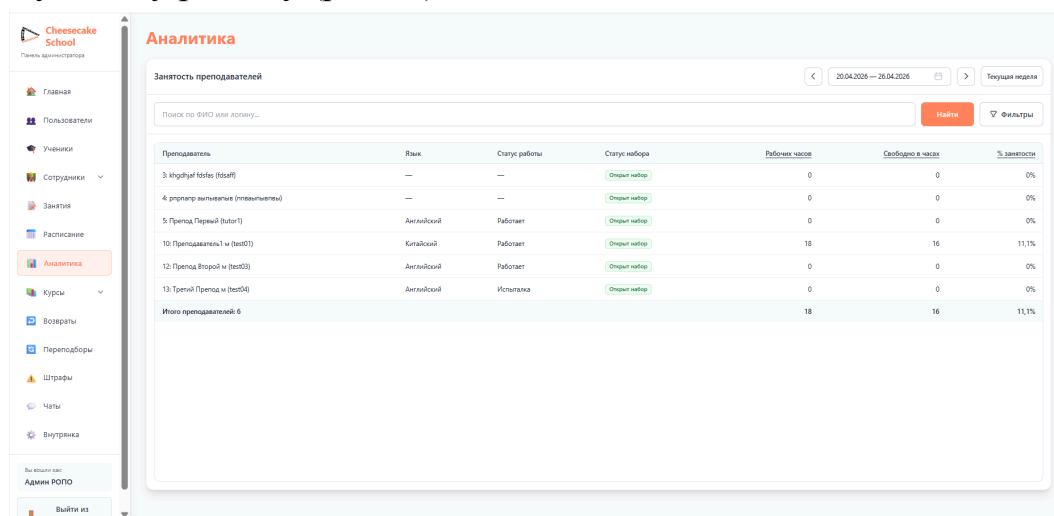 Cheesecake
School
Панель администратора
Главная
Пользователи
Ученики
Сотрудники
Занятия
Расписание
Аналитика
Курсы
Возвраты
Переподборы
Штрафы
Чаты
Внутрянка
Вы вошли как:
Админ РОПО
Выйти из
Аналитика
Занятость преподавателей
20.04.2026 — 26.04.2026
Текущая неделя
Поиск по ФИО или логину...
Найти
Фильтры
Преподаватель Язык Статус работы Статус набора Рабочих часов Свободно в часах % занятости
3: khgdhjaf fdsfas (fdsaff) — — Открыт набор 0 0 0%
4: — — Открыт набор 0 0 0%
5: Препод Первый (tutor1) Английский Работает Открыт набор 0 0 0%
10: Преподаватель1 м (test01) Китайский Работает Открыт набор 18 16 11,1%
12: Препод Второй м (test03) Английский Работает Открыт набор 0 0 0%
13: Третий Препод м (test04) Английский Испыталка Открыт набор 0 0 0%
Итого преподавателей: 6 18 16 11,1%